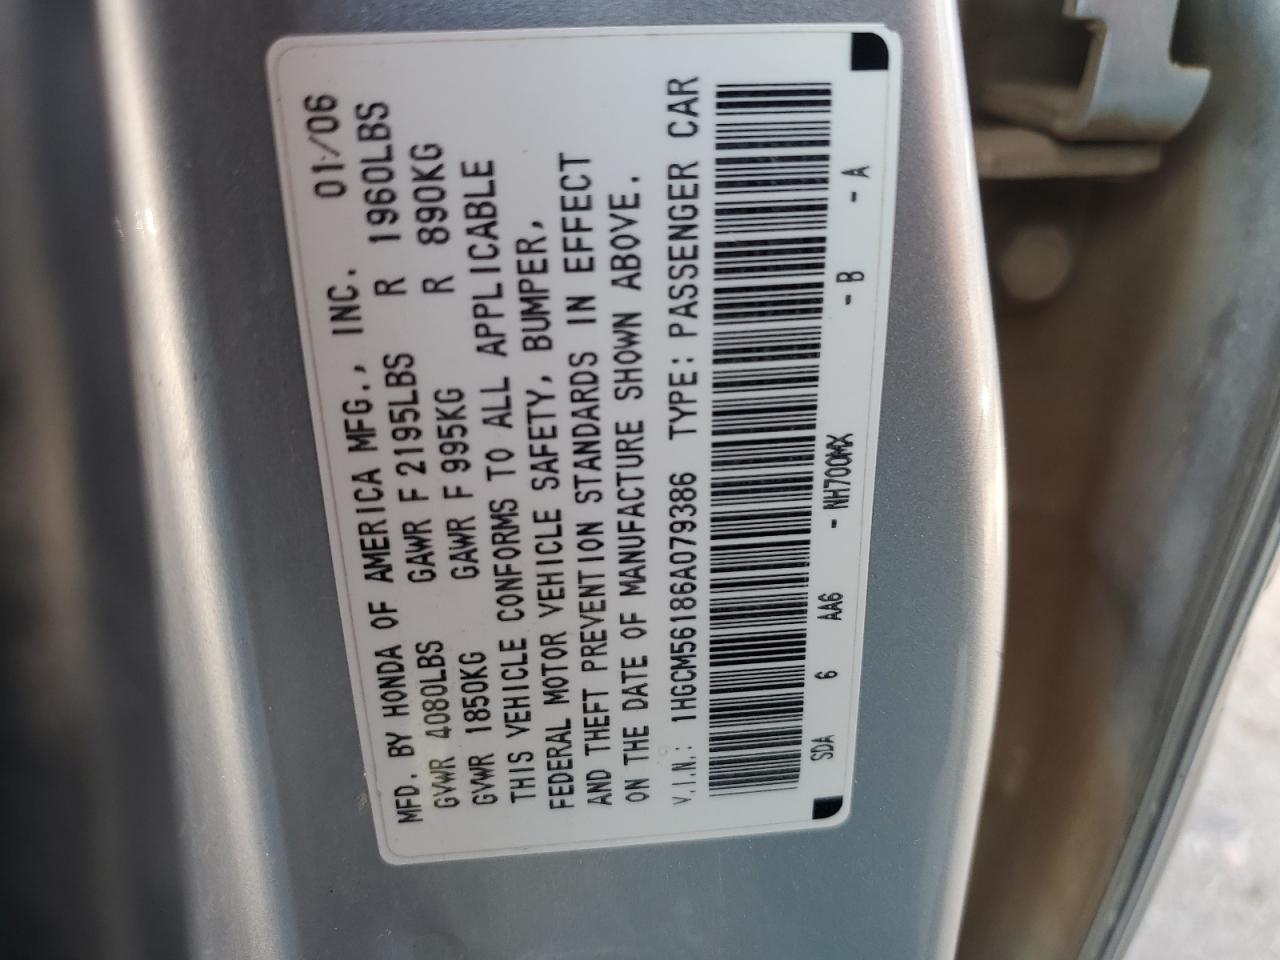 MFD. BY HONDA OF AMERICA MFG., INC. 01/06
GVWR 4080LBS GAWR F 2195LBS R 1960LBS
GVWR 1850KG GAWR F 995KG R 890KG
THIS VEHICLE CONFORMS TO ALL APPLICABLE
FEDERAL MOTOR VEHICLE SAFETY, BUMPER,
AND THEFT PREVENTION STANDARDS IN EFFECT
ON THE DATE OF MANUFACTURE SHOWN ABOVE.
V.I.N.: 1HGCM56186A079386 TYPE: PASSENGER CAR
SDA 6 AA6 - NH700MX - B - A